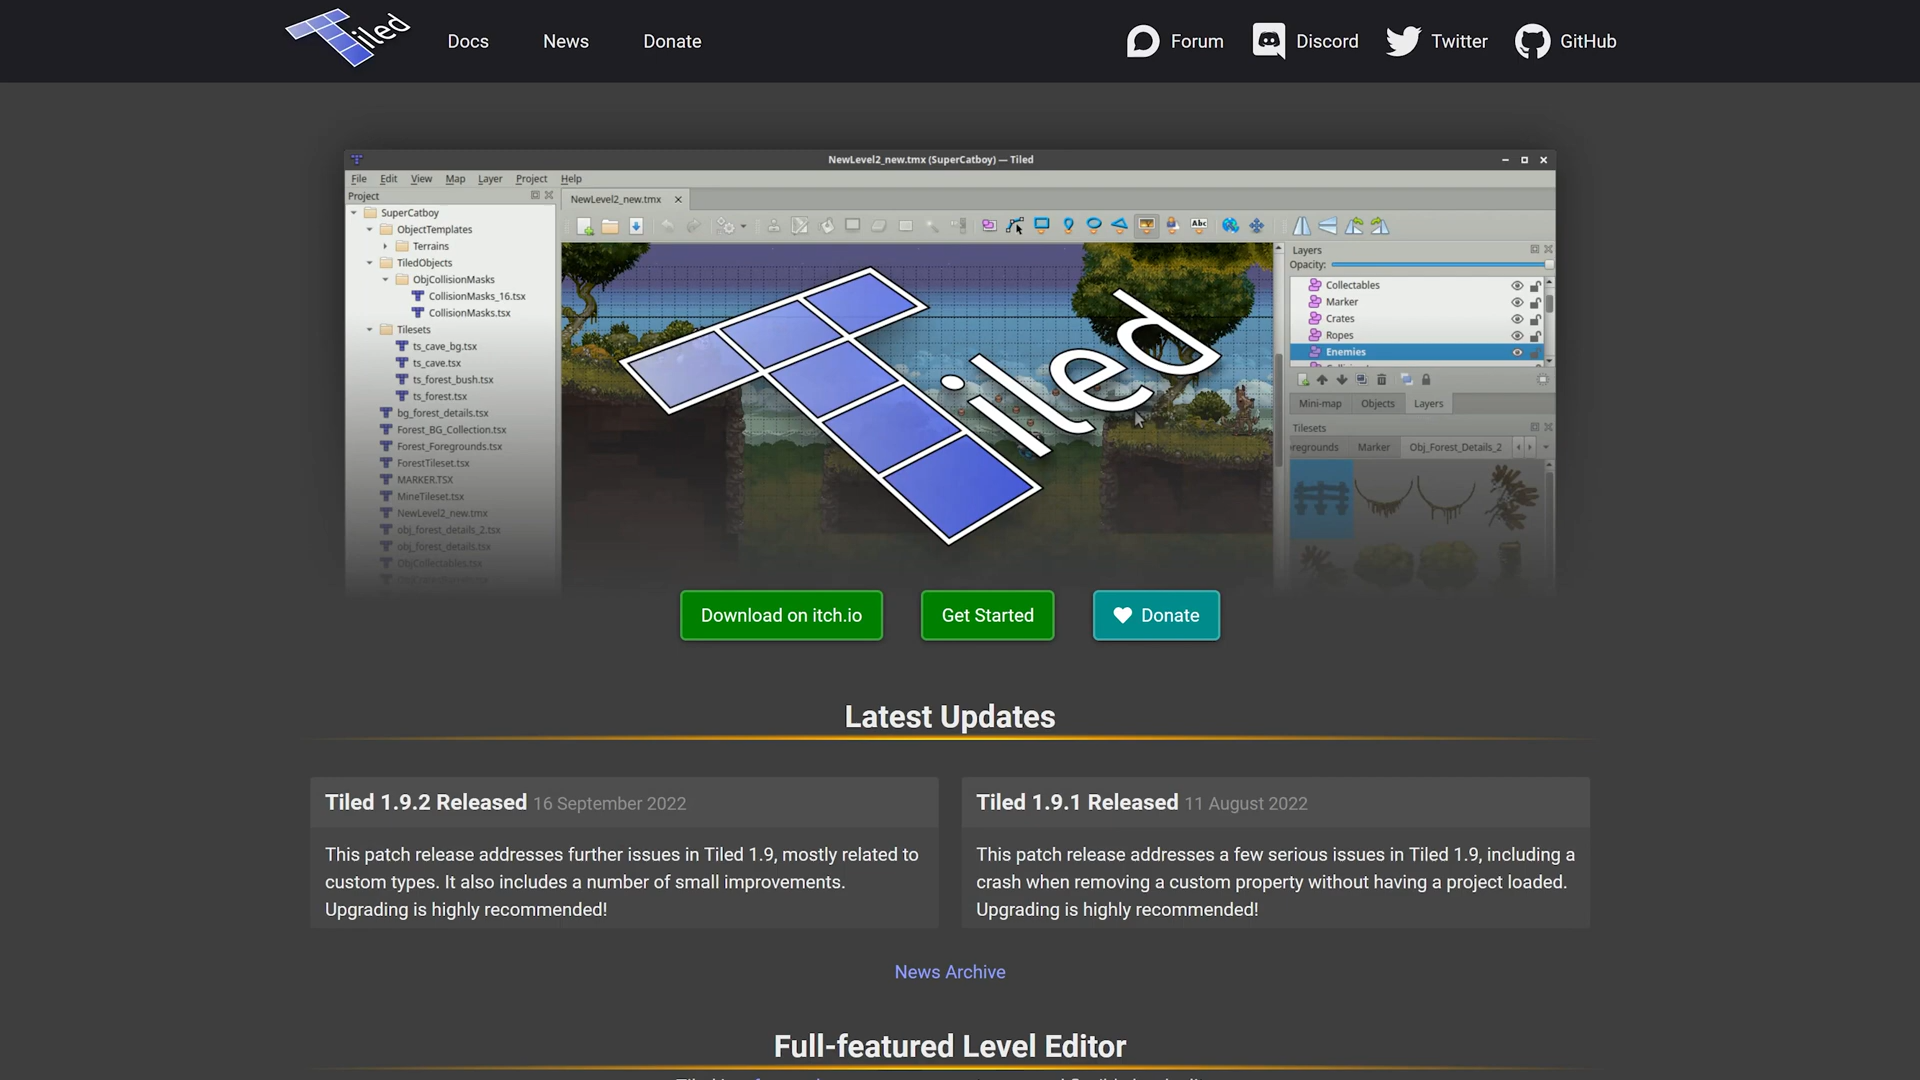 Tiled
Docs
News
Donate
Forum
Discord
Twitter
GitHub
NewLevel2_new.tmx (SuperCatboy) — Tiled
File Edit View Map Layer Project Help
Project
SuperCatboy
ObjectTemplates
Terrains
TiledObjects
ObjCollisionMasks
CollisionMasks_16.tsx
CollisionMasks.tsx
Tilesets
ts_cave_bg.tsx
ts_cave.tsx
ts_forest_bush.tsx
ts_forest.tsx
bg_forest_details.tsx
Forest_BG_Collection.tsx
Forest_Foregrounds.tsx
ForestTileset.tsx
MARKER.TSX
MineTileset.tsx
NewLevel2_new.tmx
obj_forest_details_2.tsx
obj_forest_details.tsx
ObjCollectables.tsx
NewLevel2_new.tmx
Abc
Tiled
Layers
Opacity:
Collectables
Marker
Crates
Ropes
Enemies
Mini-map Objects Layers
Tilesets
regrounds Marker Obj_Forest_Details_2
Download on itch.io
Get Started
Donate
Latest Updates
Tiled 1.9.2 Released 16 September 2022
This patch release addresses further issues in Tiled 1.9, mostly related to
custom types. It also includes a number of small improvements.
Upgrading is highly recommended!
Tiled 1.9.1 Released 11 August 2022
This patch release addresses a few serious issues in Tiled 1.9, including a
crash when removing a custom property without having a project loaded.
Upgrading is highly recommended!
News Archive
Full-featured Level Editor